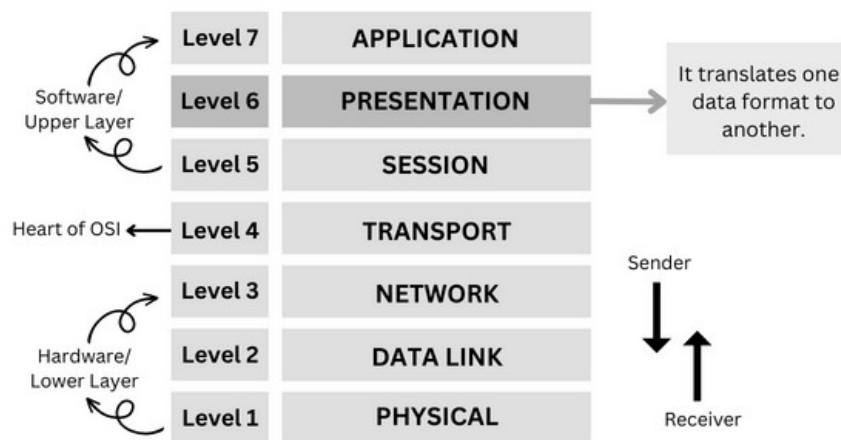 Level 7 APPLICATION
Software/
Upper Layer
Level 6 PRESENTATION
It translates one
data format to
another.
Level 5 SESSION
Heart of OSI
Level 4 TRANSPORT
Sender
Level 3 NETWORK
Hardware/
Lower Layer
Level 2 DATA LINK
Level 1 PHYSICAL
Receiver